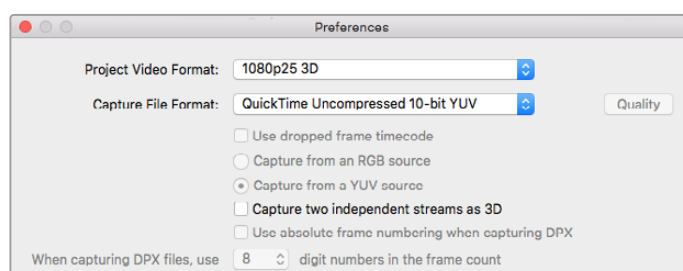 Preferences
Project Video Format: 1080p25 3D
Capture File Format: QuickTime Uncompressed 10-bit YUV Quality
Use dropped frame timecode
Capture from an RGB source
Capture from a YUV source
Capture two independent streams as 3D
Use absolute frame numbering when capturing DPX
When capturing DPX files, use 8 digit numbers in the frame count